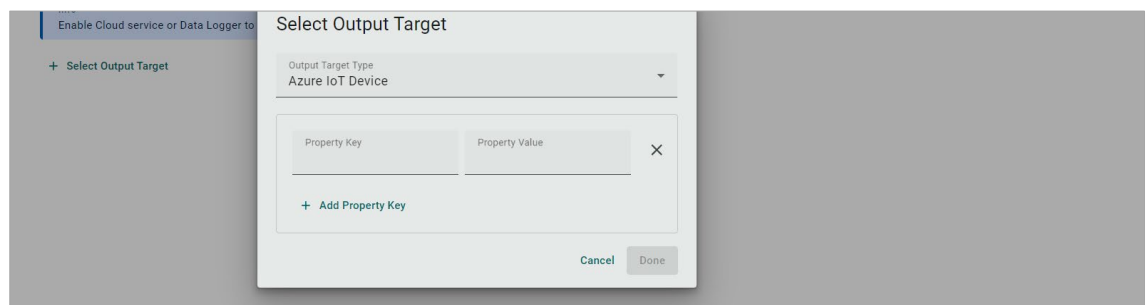 Enable Cloud service or Data Logger to
+ Select Output Target
Select Output Target
Output Target Type
Azure IoT Device
Property Key
Property Value
+ Add Property Key
Cancel
Done